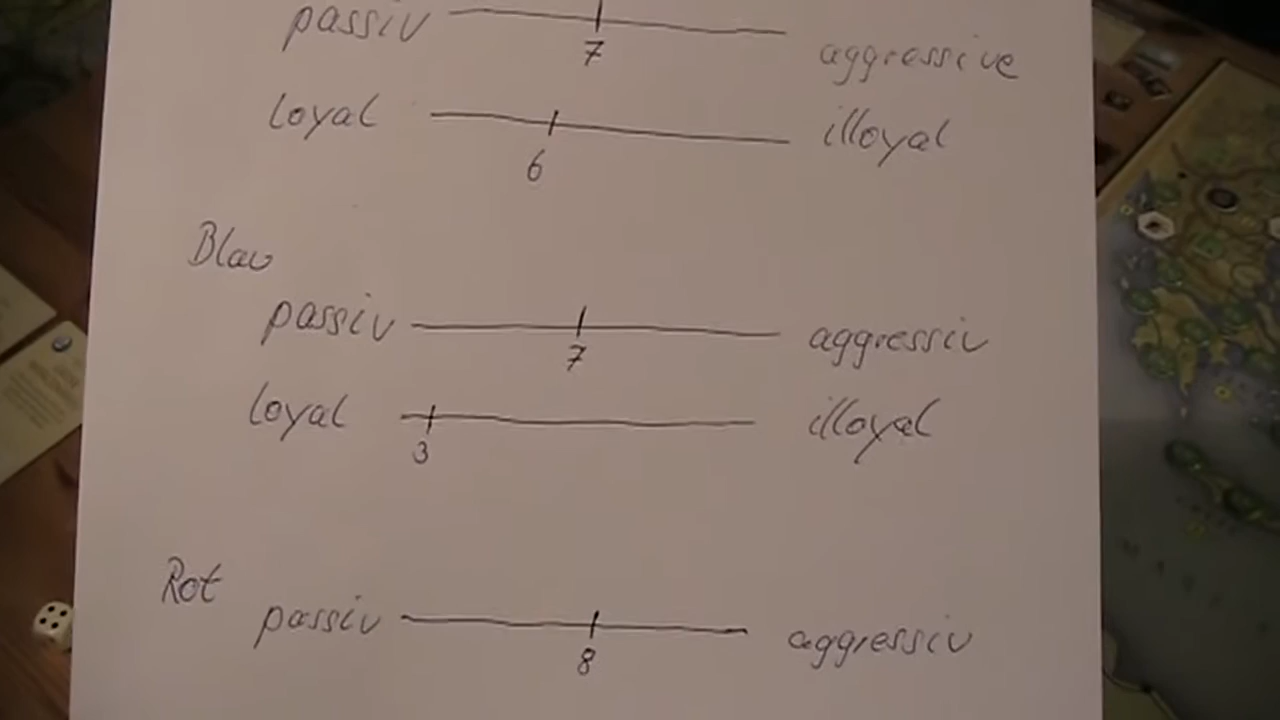 passiv aggressive
7
loyal illoyal
6
Blau
passiv aggressiv
7
loyal illoyal
3
Rot
passiv aggressiv
8